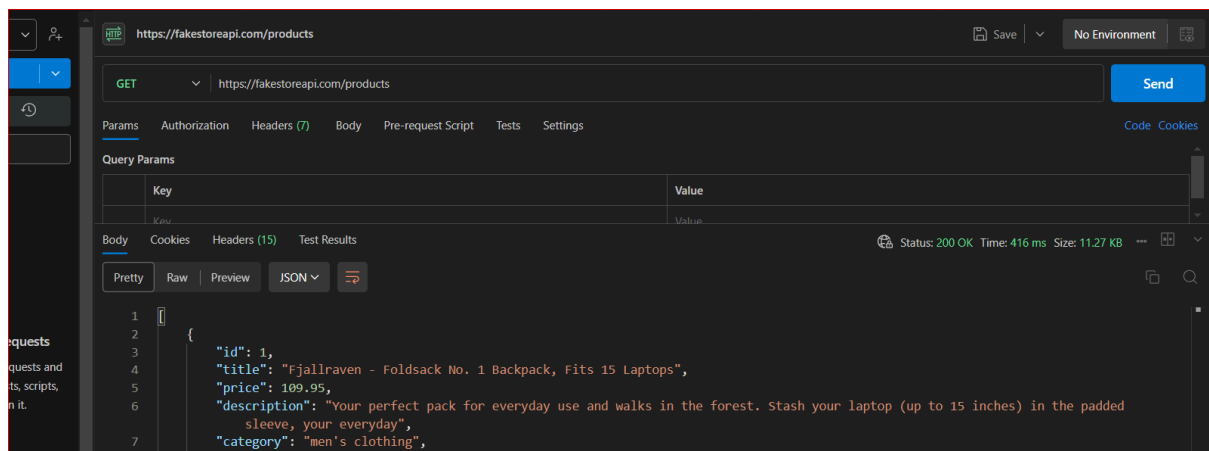 HTTP https://fakestoreapi.com/products Save No Environment
GET https://fakestoreapi.com/products Send
Params Authorization Headers (7) Body Pre-request Script Tests Settings Code Cookies
Query Params
Key Value
Key Value
Body Cookies Headers (15) Test Results Status: 200 OK Time: 416 ms Size: 11.27 KB
Pretty Raw Preview JSON
1 [
2 {
equests
3 "id": 1,
quests and
4 "title": "Fjallraven - Foldsack No. 1 Backpack, Fits 15 Laptops",
ts, scripts,
5 "price": 109.95,
n it.
6 "description": "Your perfect pack for everyday use and walks in the forest. Stash your laptop (up to 15 inches) in the padded
sleeve, your everyday",
7 "category": "men's clothing",